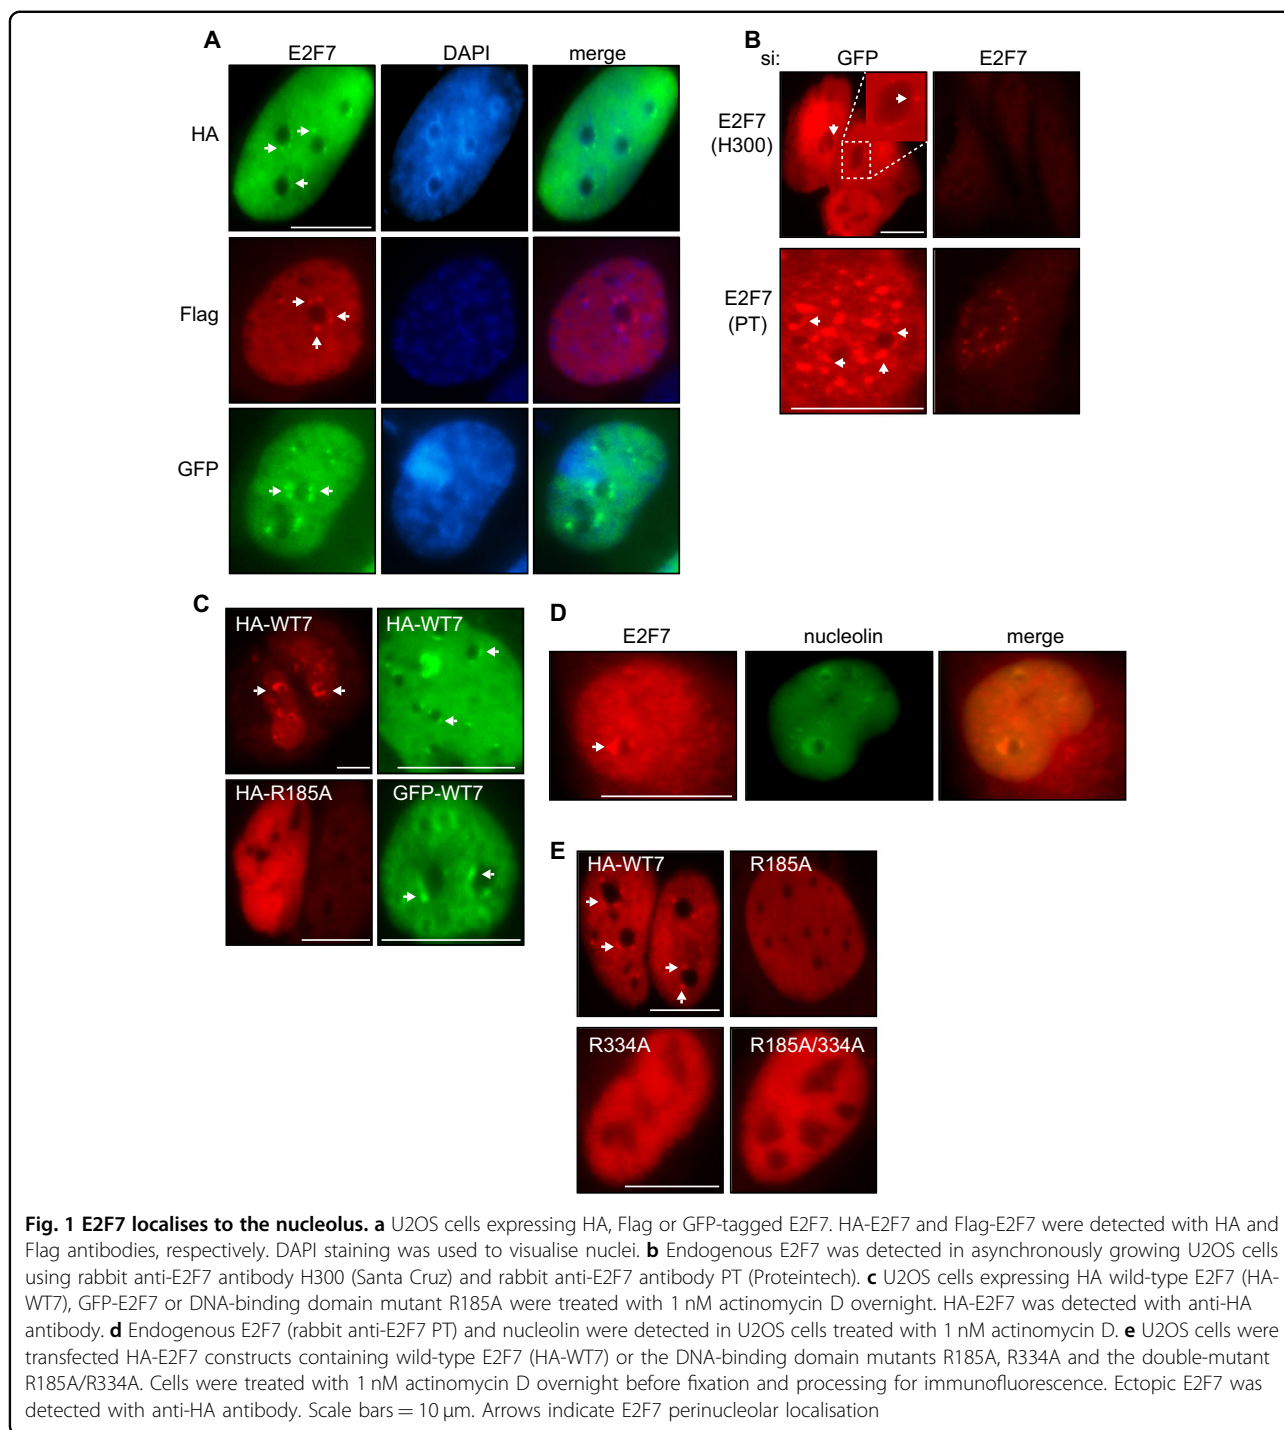 A
E2F7 DAPI merge
HA
Flag
GFP
B
si: GFP E2F7
E2F7
(H300)
E2F7
(PT)
C
HA-WT7 HA-WT7
HA-R185A GFP-WT7
D
E2F7 nucleolin merge
E
HA-WT7 R185A
R334A R185A/334A
Fig. 1 E2F7 localises to the nucleolus. a U2OS cells expressing HA, Flag or GFP-tagged E2F7. HA-E2F7 and Flag-E2F7 were detected with HA and
Flag antibodies, respectively. DAPI staining was used to visualise nuclei. b Endogenous E2F7 was detected in asynchronously growing U2OS cells
using rabbit anti-E2F7 antibody H300 (Santa Cruz) and rabbit anti-E2F7 antibody PT (Proteintech). c U2OS cells expressing HA wild-type E2F7 (HA-
WT7), GFP-E2F7 or DNA-binding domain mutant R185A were treated with 1 nM actinomycin D overnight. HA-E2F7 was detected with anti-HA
antibody. d Endogenous E2F7 (rabbit anti-E2F7 PT) and nucleolin were detected in U2OS cells treated with 1 nM actinomycin D. e U2OS cells were
transfected HA-E2F7 constructs containing wild-type E2F7 (HA-WT7) or the DNA-binding domain mutants R185A, R334A and the double-mutant
R185A/R334A. Cells were treated with 1 nM actinomycin D overnight before fixation and processing for immunofluorescence. Ectopic E2F7 was
detected with anti-HA antibody. Scale bars = 10 μm. Arrows indicate E2F7 perinucleolar localisation